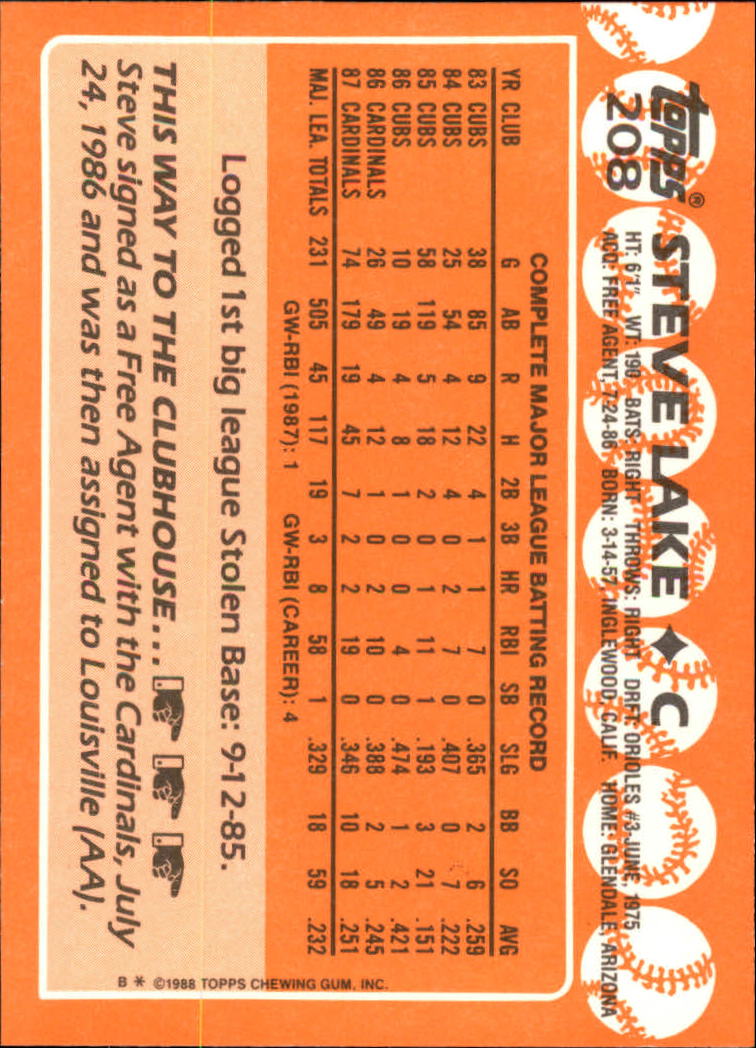 topps®
208
STEVE LAKE ✦ C
HT: 6'1" WT: 190 BATS: RIGHT THROWS: RIGHT DRFT: ORIOLES #3-JUNE, 1975
ACQ: FREE AGENT, 7-24-86 BORN: 3-14-57, INGLEWOOD, CALIF. HOME: GLENDALE, ARIZONA
COMPLETE MAJOR LEAGUE BATTING RECORD
YR CLUB G AB R H 2B 3B HR RBI SB SLG BB SO AVG
83 CUBS 38 85 9 22 4 1 1 7 0 .365 2 6 .259
84 CUBS 25 54 4 12 4 0 2 7 0 .407 0 7 .222
85 CUBS 58 119 5 18 2 0 1 11 1 .193 3 21 .151
86 CUBS 10 19 4 8 1 0 0 4 0 .474 1 2 .421
86 CARDINALS 26 49 4 12 1 0 2 10 0 .388 2 5 .245
87 CARDINALS 74 179 19 45 7 2 2 19 0 .346 10 18 .251
MAJ. LEA. TOTALS 231 505 45 117 19 3 8 58 1 .329 18 59 .232
GW-RBI (1987): 1 GW-RBI (CAREER): 4
Logged 1st big league Stolen Base: 9-12-85.
THIS WAY TO THE CLUBHOUSE...
Steve signed as a Free Agent with the Cardinals, July
24, 1986 and was then assigned to Louisville (AA).
B * ©1988 TOPPS CHEWING GUM, INC.